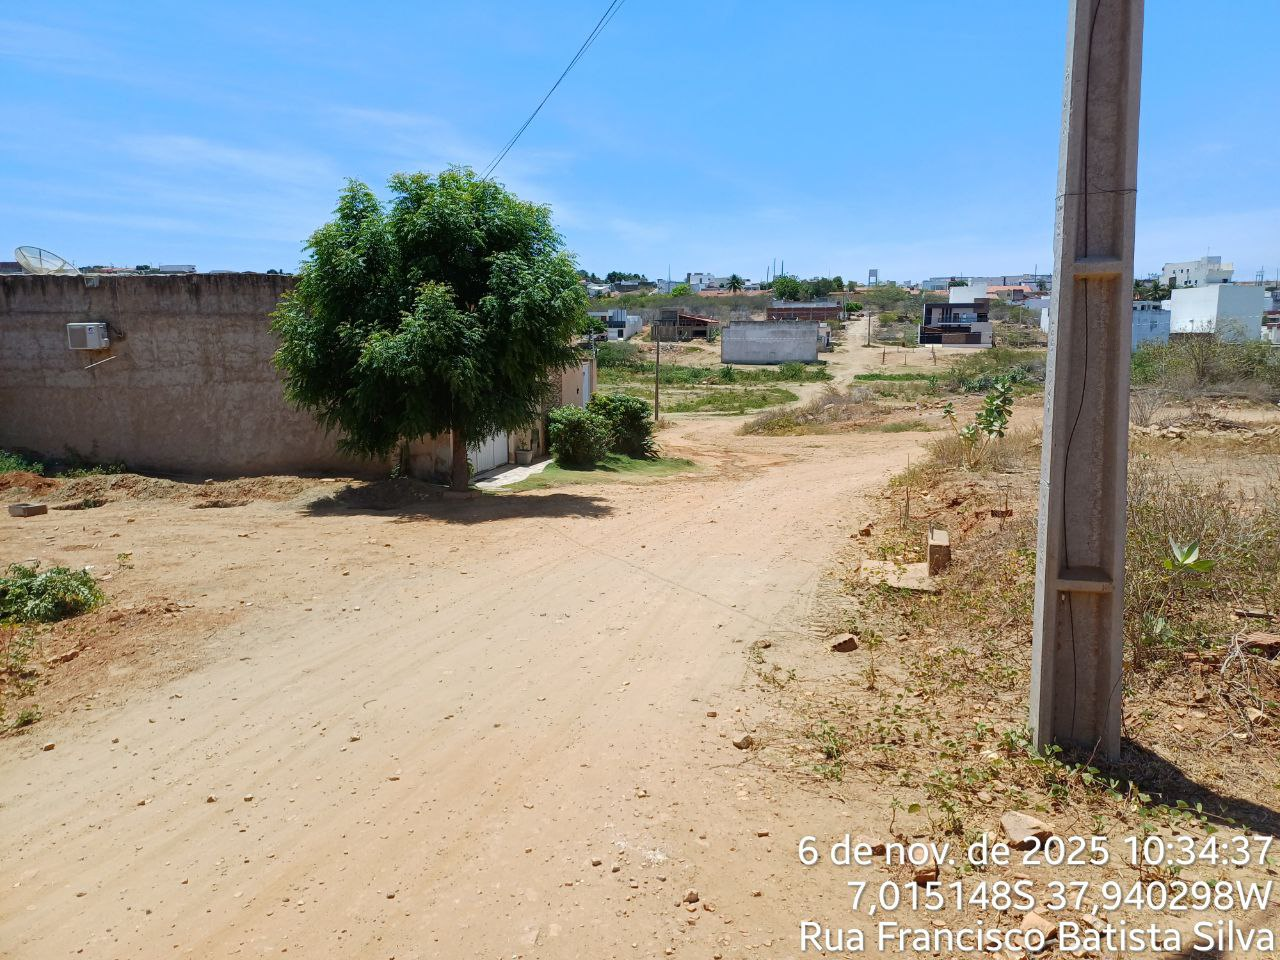 6 de nov. de 2025 10:34:37
7,015148S 37,940298W
Rua Francisco Batista Silva